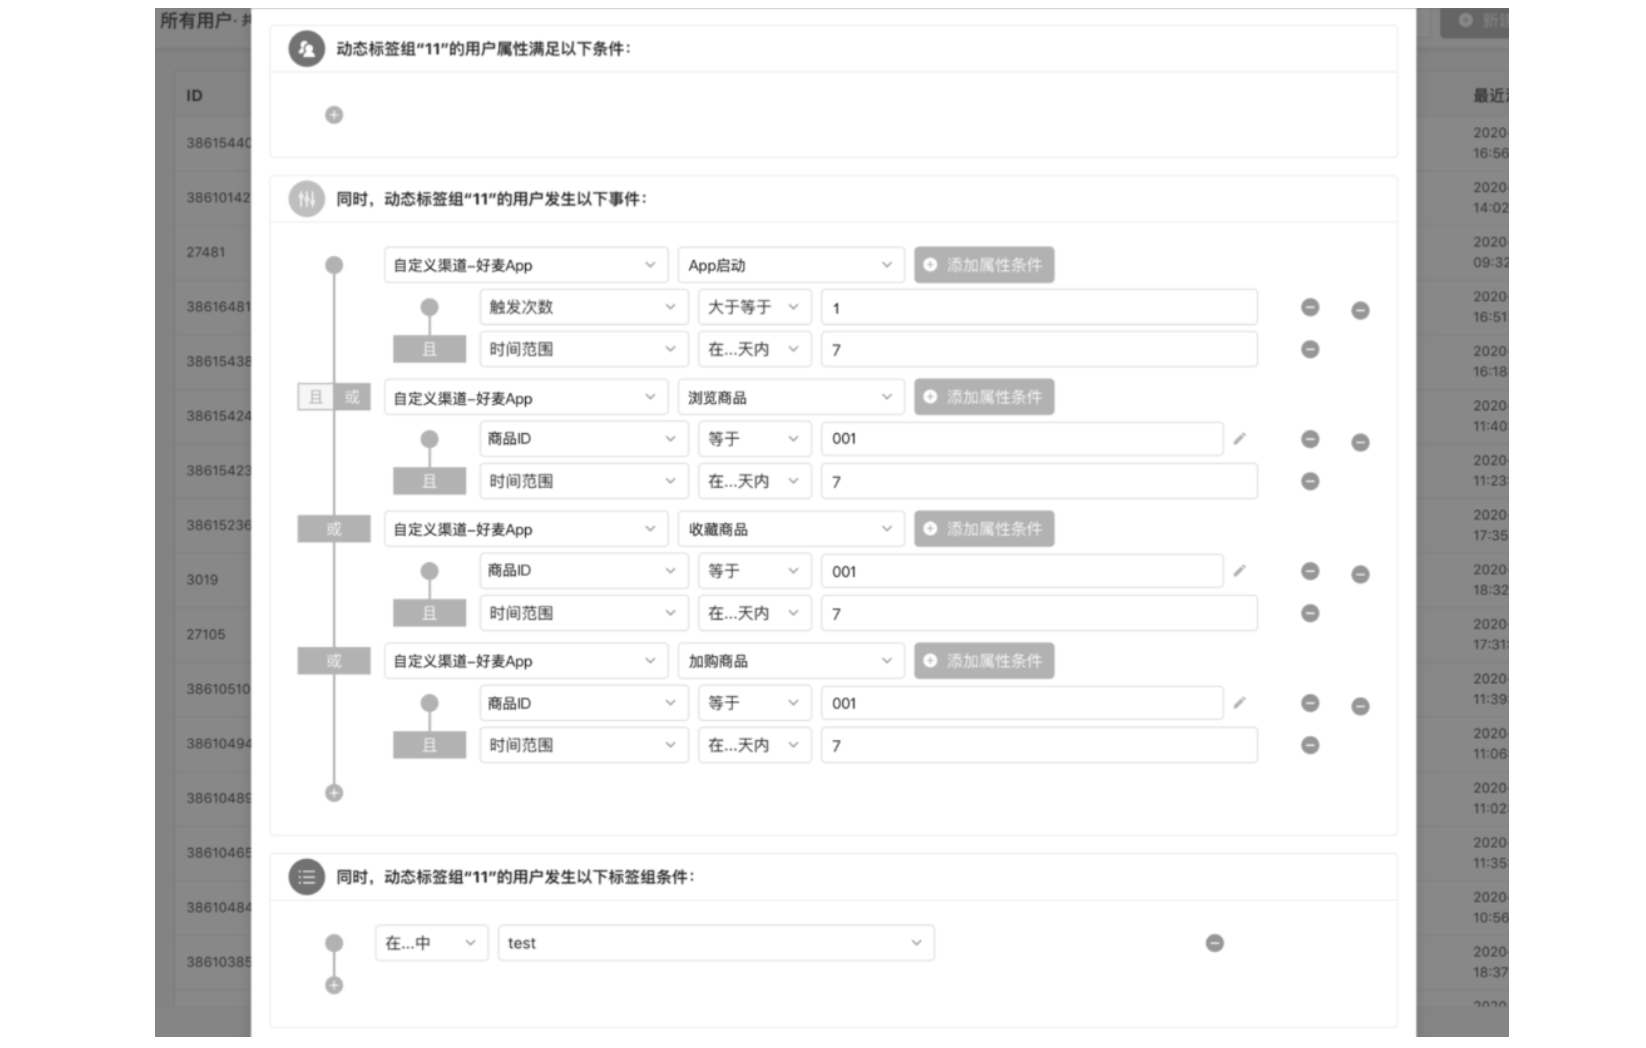 所有用户·
新
动态标签组“11”的用户属性满足以下条件：
ID
最近
38615440
2020-
16:56
同时，动态标签组“11”的用户发生以下事件：
38610142
2020-
14:02
27481
2020-
09:32
自定义渠道–好麦App
App启动
添加属性条件
38616481
2020-
16:51
触发次数
大于等于
1
且
时间范围
在...天内
7
38615438
2020-
16:18
且
或
自定义渠道–好麦App
浏览商品
添加属性条件
38615424
2020-
11:40
商品ID
等于
001
且
时间范围
在...天内
7
38615423
2020-
11:23
或
自定义渠道–好麦App
收藏商品
添加属性条件
38615236
2020-
17:35
商品ID
等于
001
3019
2020-
18:32
且
时间范围
在...天内
7
27105
2020-
17:31
或
自定义渠道–好麦App
加购商品
添加属性条件
38610510
2020-
11:39
商品ID
等于
001
且
时间范围
在...天内
7
38610494
2020-
11:06
38610489
2020-
11:02
38610465
2020-
11:35
同时，动态标签组“11”的用户发生以下标签组条件：
38610484
2020-
10:56
在...中
test
38610385
2020-
18:37